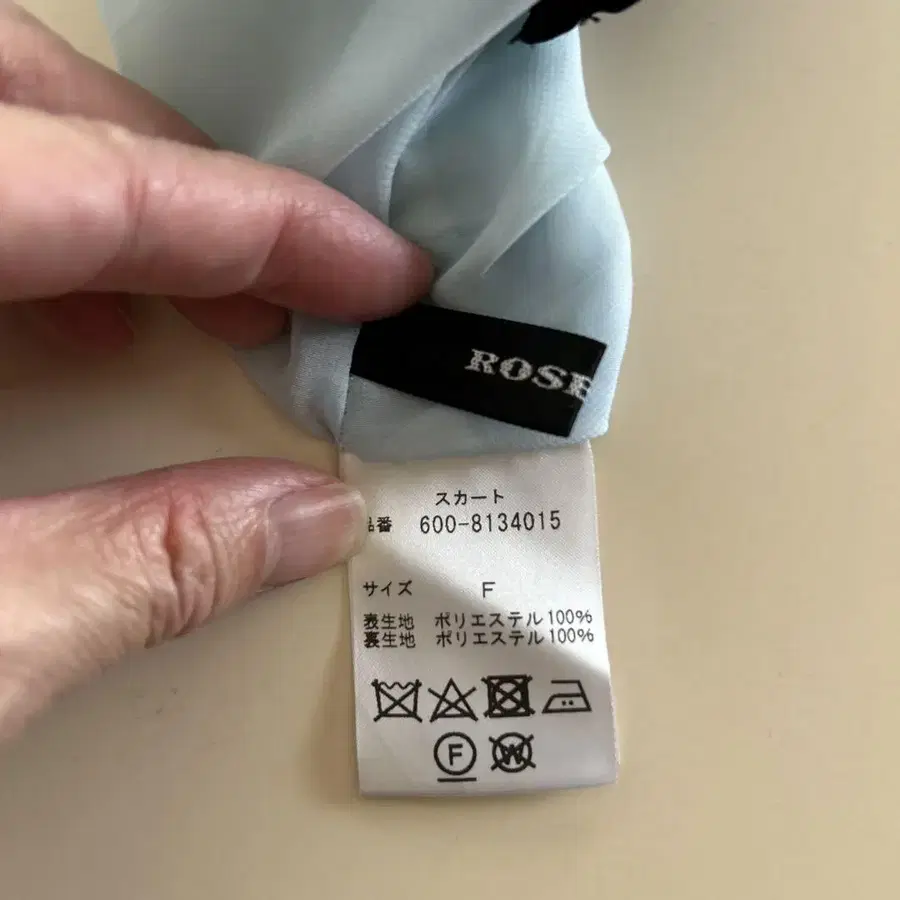 ROSE
スカート
品番 600-8134015
サイズ F
表生地 ポリエステル100%
裏生地 ポリエステル100%
F
W